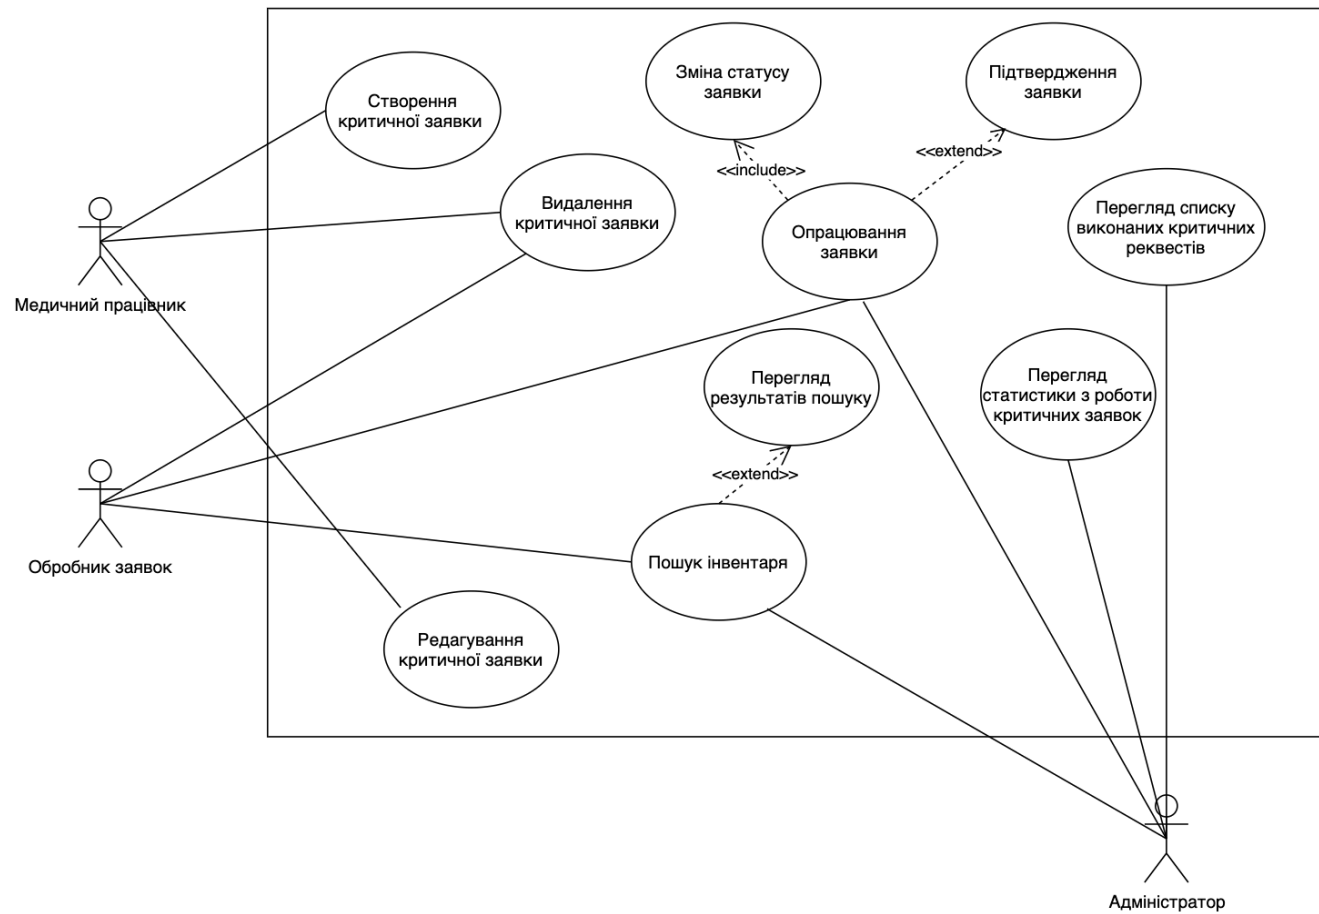 Зміна статусу
заявки
Підтвердження
заявки
Створення
критичної заявки
<<extend>>
<<include>>
Видалення
критичної заявки
Перегляд списку
виконаних критичних
реквестів
Опрацювання
заявки
Медичний працівник
Перегляд
результатів пошуку
Перегляд
статистики з роботи
критичних заявок
<<extend>>
Обробник заявок
Пошук інвентаря
Редагування
критичної заявки
Адміністратор